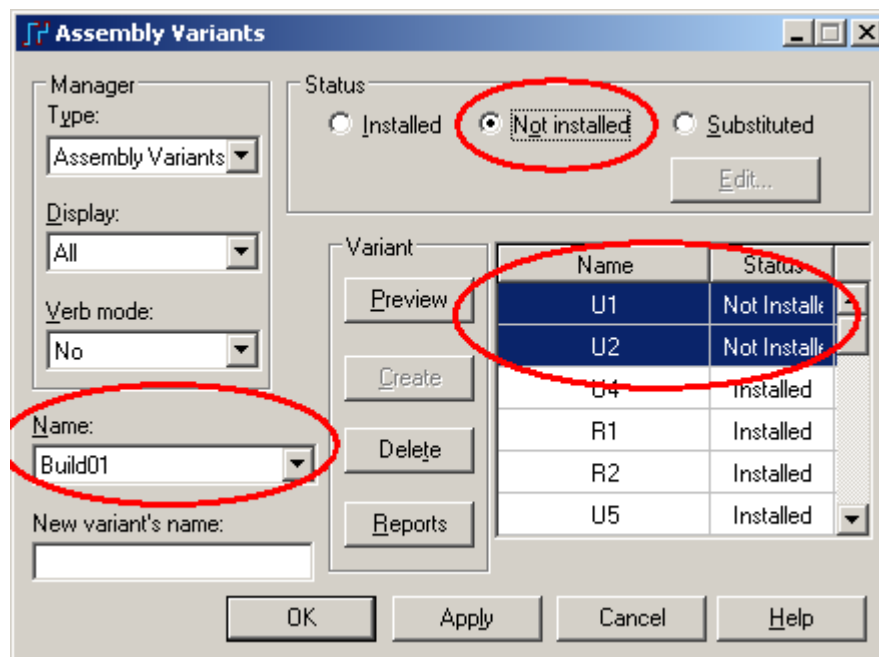 Assembly Variants
Manager
Type:
Assembly Variants
Display:
All
Verb mode:
No
Name:
Build01
New variant's name:
Status
Installed
Not installed
Substituted
Edit...
Variant
Preview
Create
Delete
Reports
Name Status
U1 Not Installe
U2 Not Installe
U4 Installed
R1 Installed
R2 Installed
U5 Installed
OK Apply Cancel Help